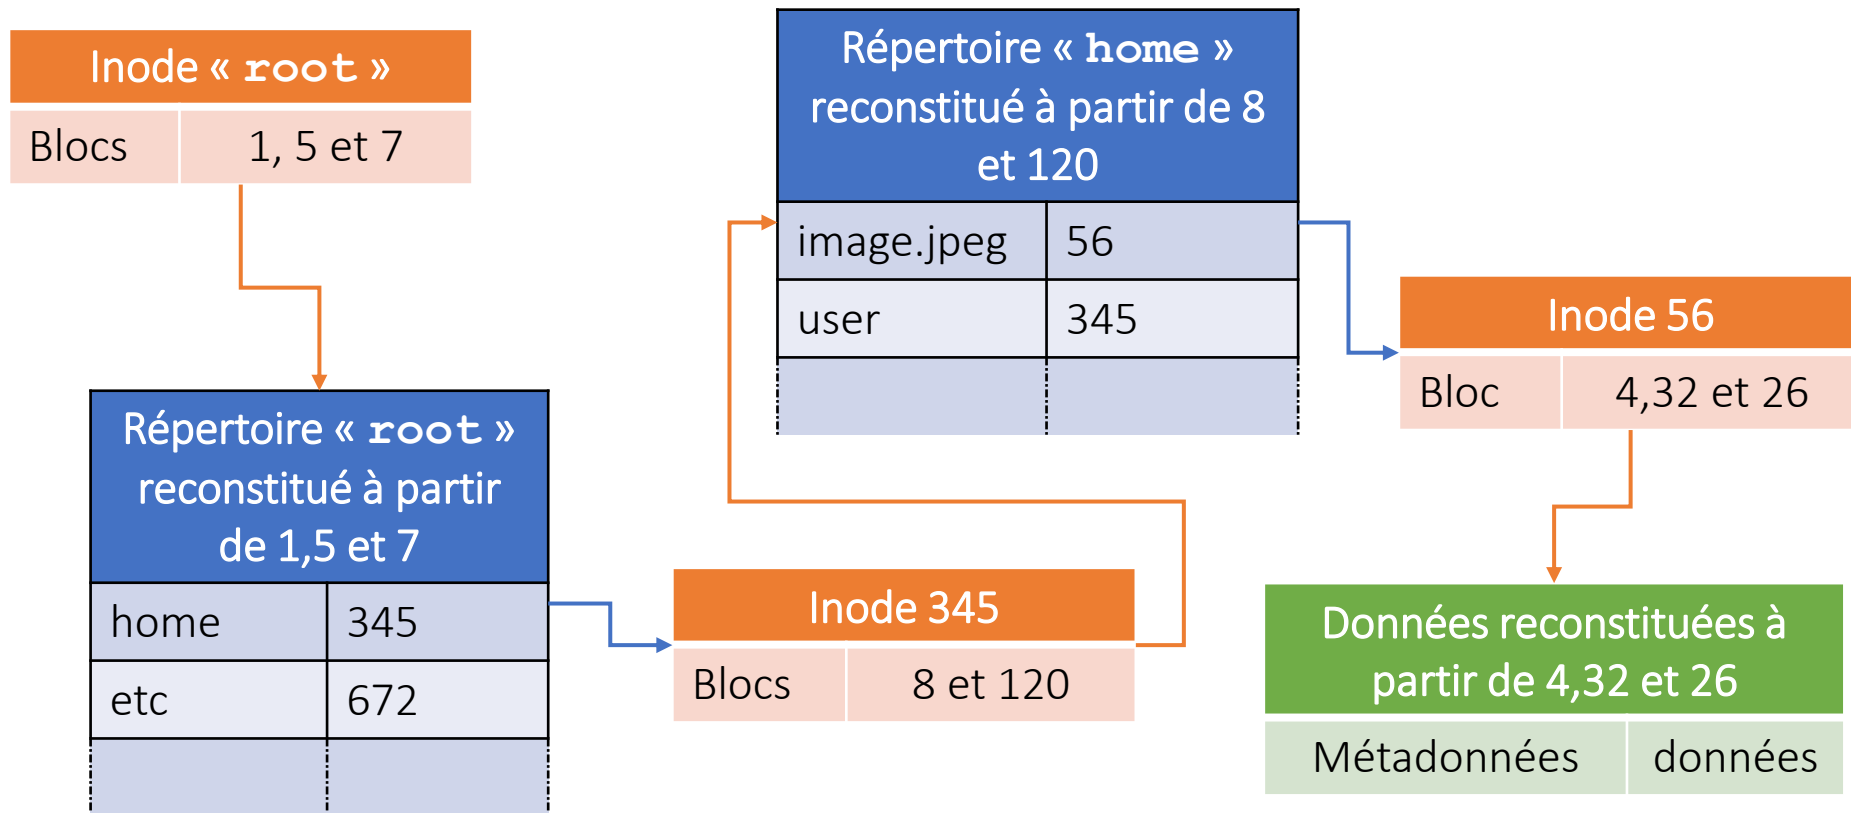 Inode « root »
Blocs 1, 5 et 7
Répertoire « root »
reconstitué à partir
de 1,5 et 7
home 345
etc 672
Inode 345
Blocs 8 et 120
Répertoire « home »
reconstitué à partir de 8
et 120
image.jpeg 56
user 345
Inode 56
Bloc 4,32 et 26
Données reconstituées à
partir de 4,32 et 26
Métadonnées données